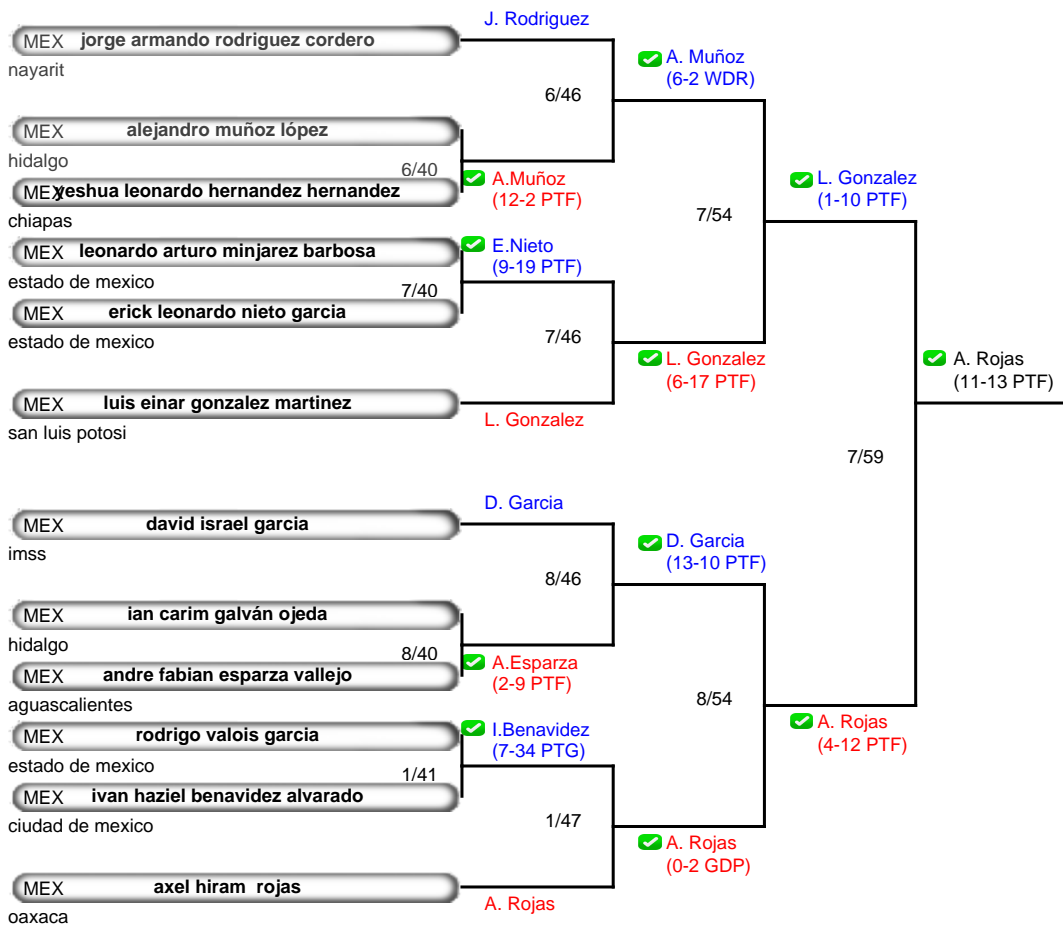 J. Rodriguez
MEX jorge armando rodriguez cordero
nayarit
A. Muñoz
(6-2 WDR)
6/46
MEX alejandro muñoz lópez
hidalgo
6/40
MEX yeshua leonardo hernandez hernandez
chiapas
A.Muñoz
(12-2 PTF)
L. Gonzalez
(1-10 PTF)
7/54
MEX leonardo arturo minjarez barbosa
estado de mexico
E.Nieto
(9-19 PTF)
7/40
MEX erick leonardo nieto garcia
estado de mexico
7/46
L. Gonzalez
(6-17 PTF)
A. Rojas
(11-13 PTF)
MEX luis einar gonzalez martinez
san luis potosi
L. Gonzalez
7/59
D. Garcia
MEX david israel garcia
imss
D. Garcia
(13-10 PTF)
8/46
MEX ian carim galván ojeda
hidalgo
8/40
MEX andre fabian esparza vallejo
aguascalientes
A.Esparza
(2-9 PTF)
8/54
A. Rojas
(4-12 PTF)
MEX rodrigo valois garcia
estado de mexico
I.Benavidez
(7-34 PTG)
1/41
MEX ivan haziel benavidez alvarado
ciudad de mexico
1/47
A. Rojas
(0-2 GDP)
MEX axel hiram rojas
oaxaca
A. Rojas